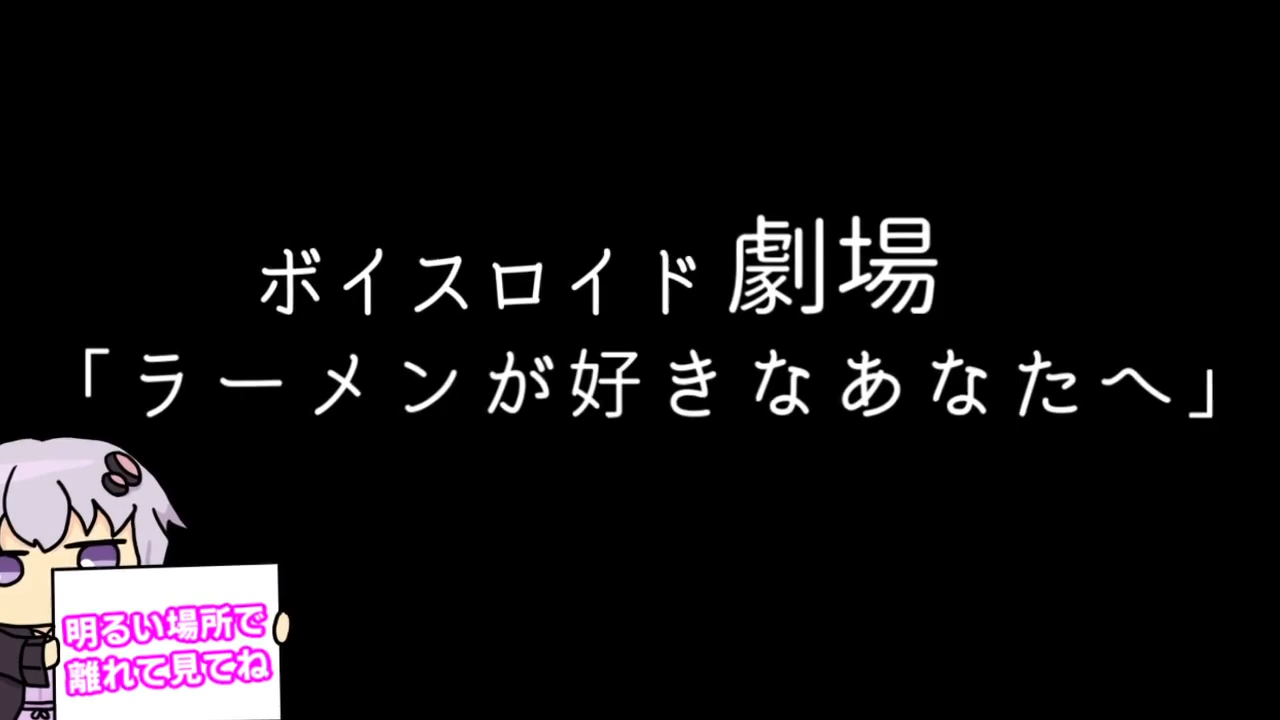 ボイスロイド劇場
「ラーメンが好きなあなたへ」
明るい場所で
離れて見てね